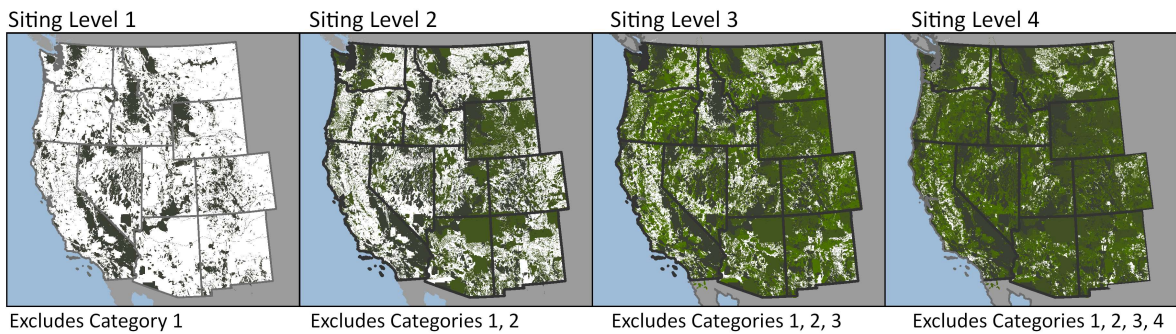 Siting Level 1
Siting Level 2
Siting Level 3
Siting Level 4
Excludes Category 1
Excludes Categories 1, 2
Excludes Categories 1, 2, 3
Excludes Categories 1, 2, 3, 4